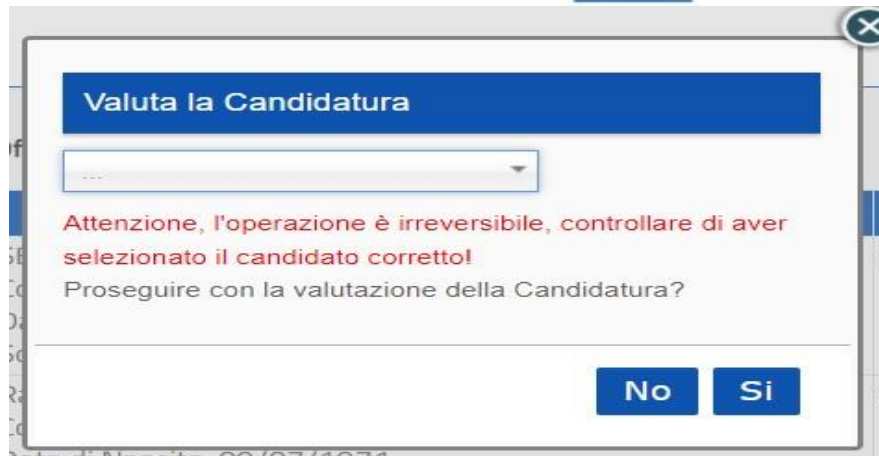 Valuta la Candidatura
...
Attenzione, l'operazione è irreversibile, controllare di aver
selezionato il candidato corretto!
Proseguire con la valutazione della Candidatura?
No Si